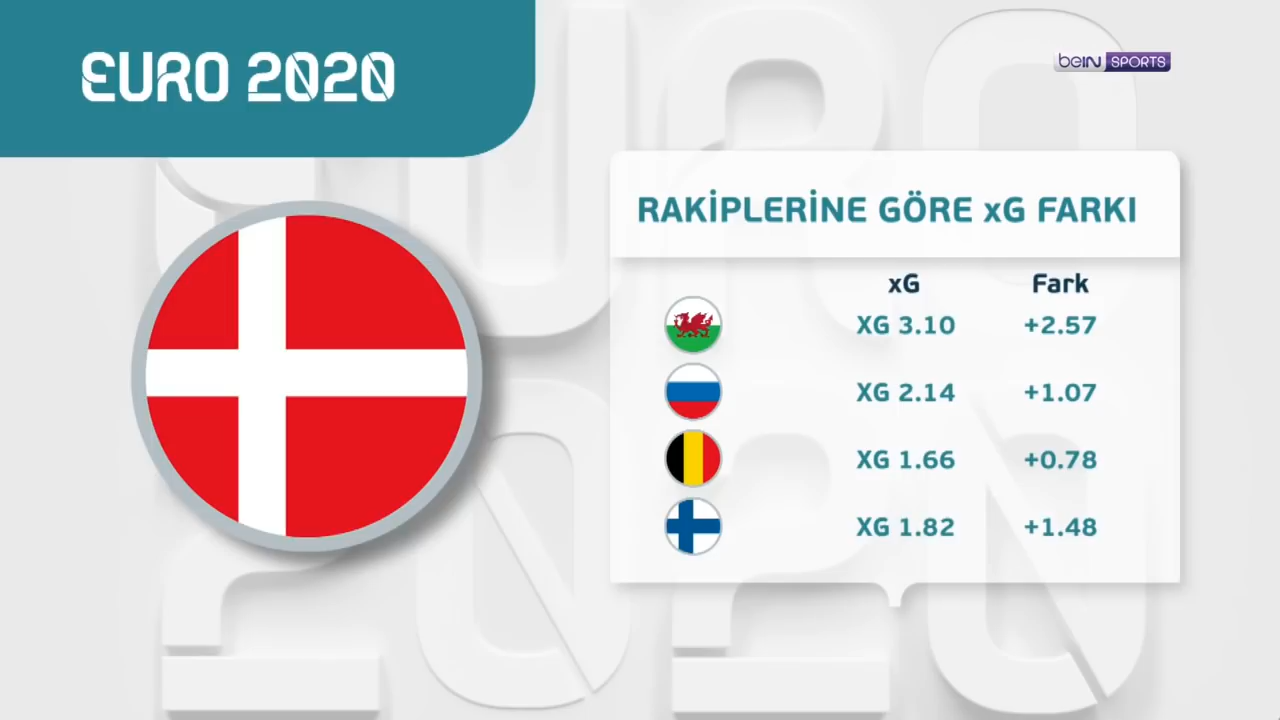 EURO 2020
beIN SPORTS
RAKİPLERİNE GÖRE xG FARKI
xG Fark
XG 3.10 +2.57
XG 2.14 +1.07
XG 1.66 +0.78
XG 1.82 +1.48